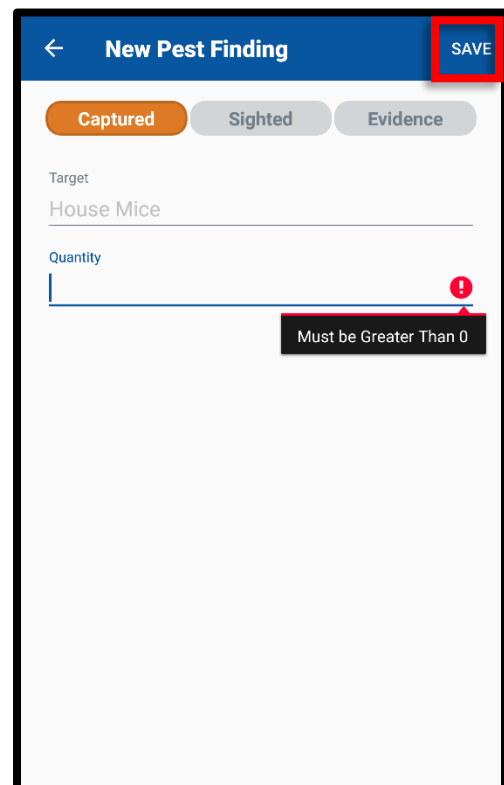 New Pest Finding SAVE
Captured Sighted Evidence
Target
House Mice
Quantity
Must be Greater Than 0